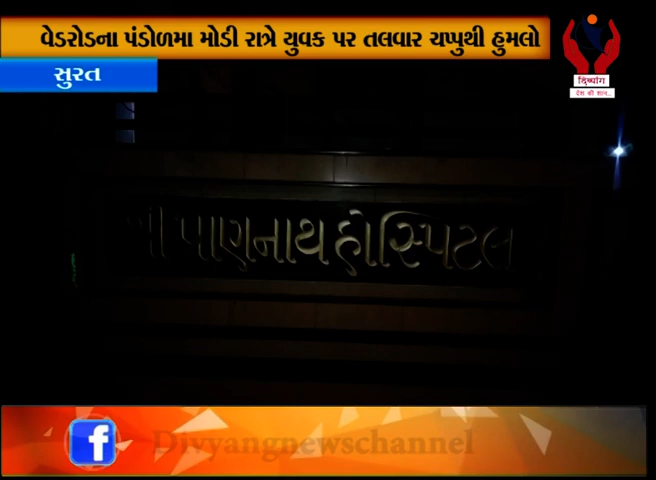 વેડરોડના પંડોળમા મોડી રાત્રે યુવક પર તલવાર ચપ્પુથી હુમલો
સુરત
दिव्यांग
देश की शान..
પ્રાણનાથ હોસ્પિટલ
Divyangnewschannel